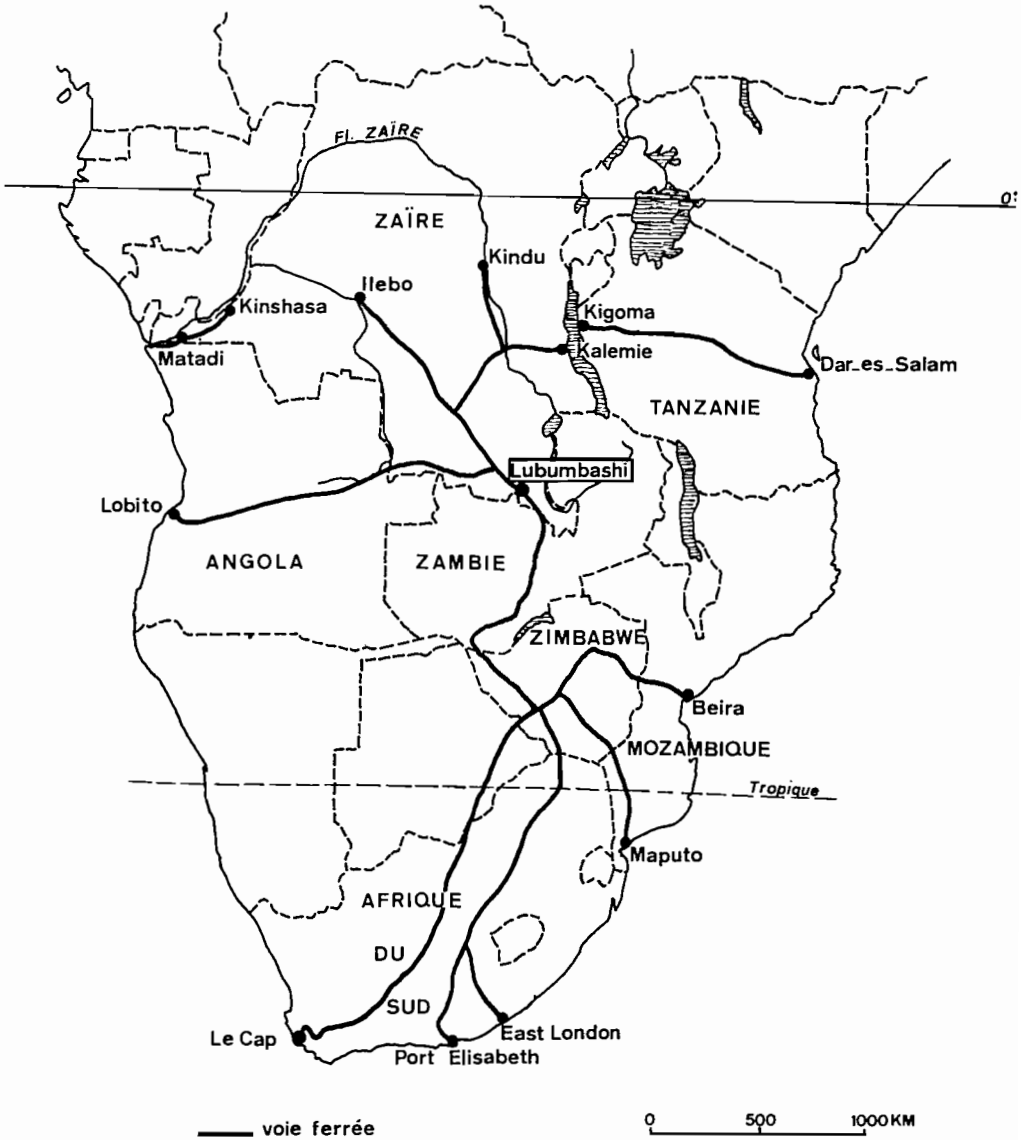 Fl. ZAÏRE
0°
ZAÏRE
Kindu
Ilebo
Kinshasa
Kigoma
Matadi
Kalemie
Dar_es_Salam
TANZANIE
Lubumbashi
Lobito
ANGOLA
ZAMBIE
ZIMBABWE
Beira
MOZAMBIQUE
Tropique
Maputo
AFRIQUE
DU
SUD
Le Cap
East London
Port Elisabeth
voie ferrée
0 500 1000 KM